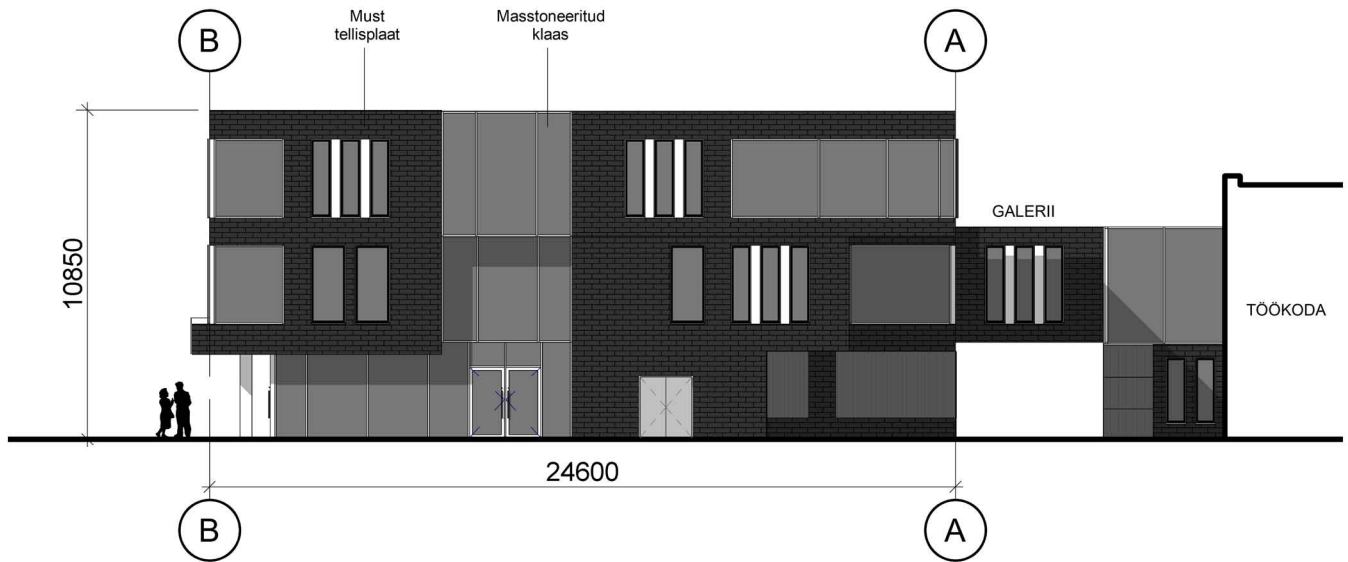 B
Must
tellisplaat
Masstoneeritud
klaas
A
10850
GALERII
TÖÖKODA
24600
B
A